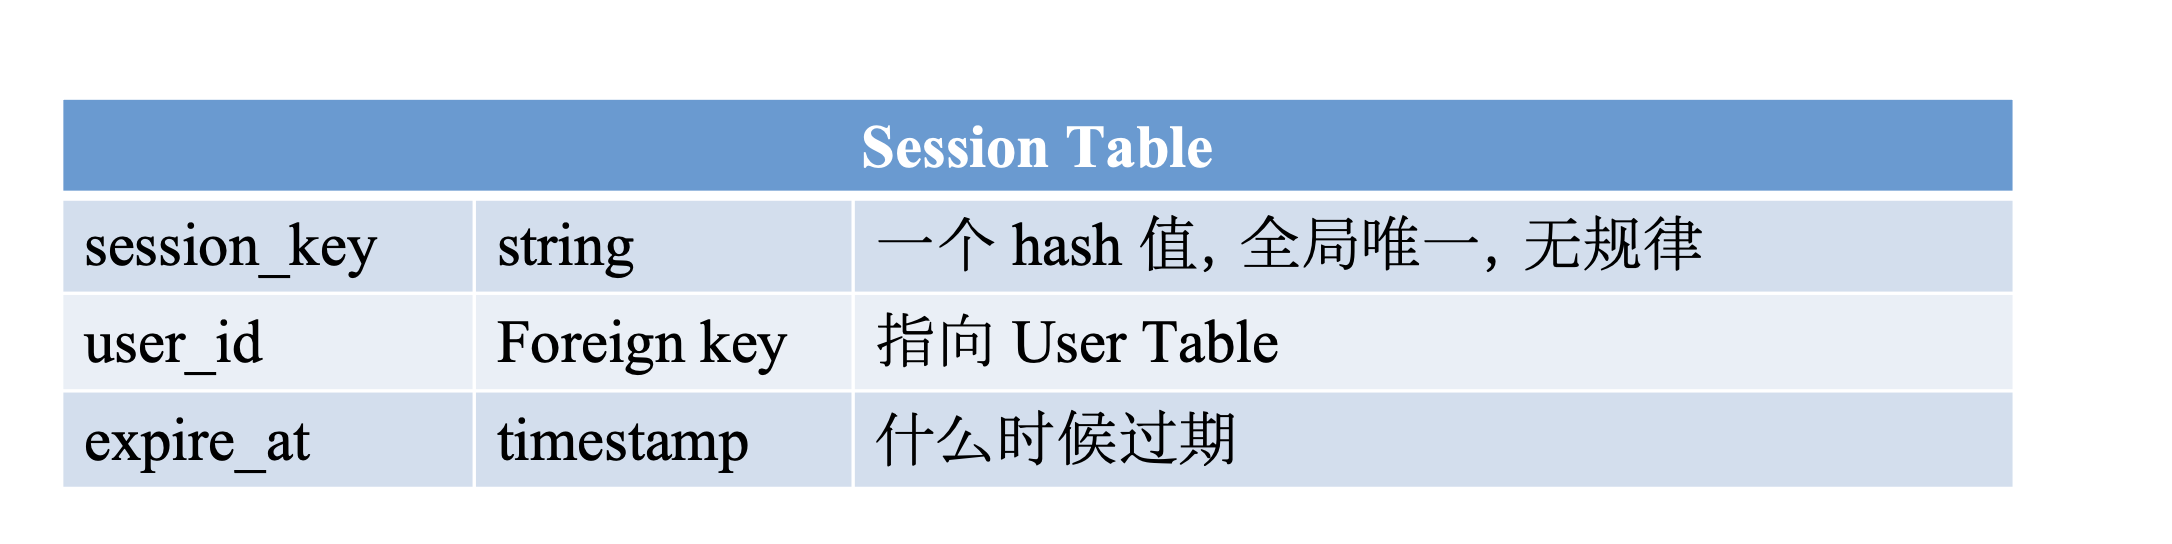 Session Table
session_key string 一个 hash 值, 全局唯一, 无规律
user_id Foreign key 指向 User Table
expire_at timestamp 什么时候过期